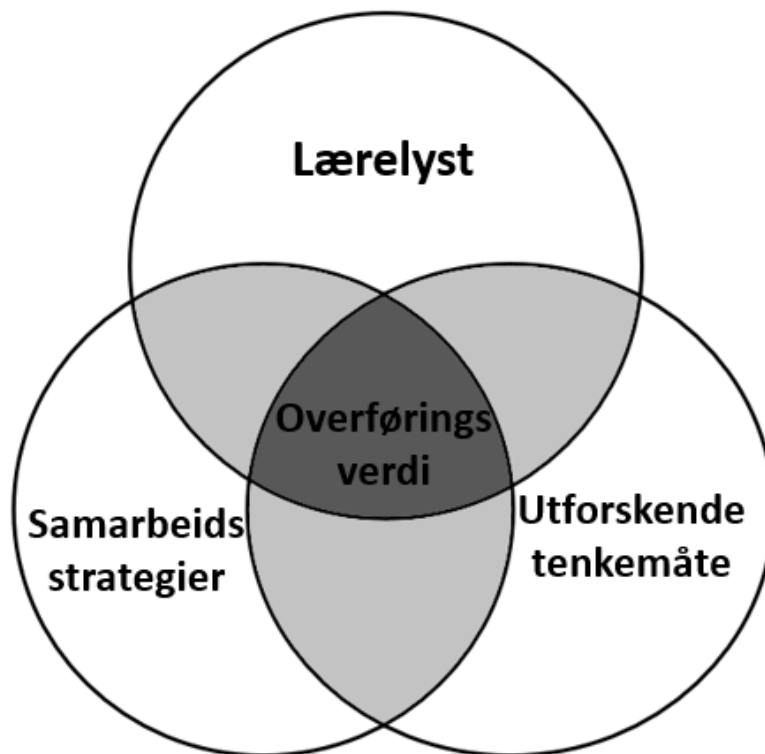 Lærelyst
Overførings
verdi
Samarbeids
strategier
Utforskende
tenkemåte